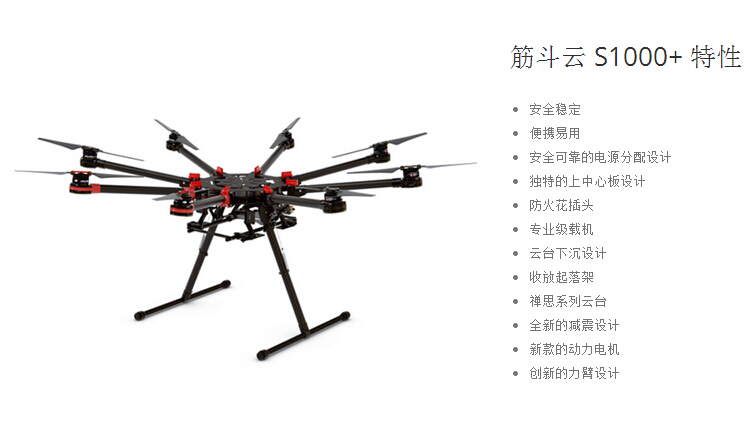 筋斗云 S1000+ 特性
安全稳定
便携易用
安全可靠的电源分配设计
独特的上中心板设计
防火花插头
专业级载机
云台下沉设计
收放起落架
禅思系列云台
全新的减震设计
新款的动力电机
创新的力臂设计